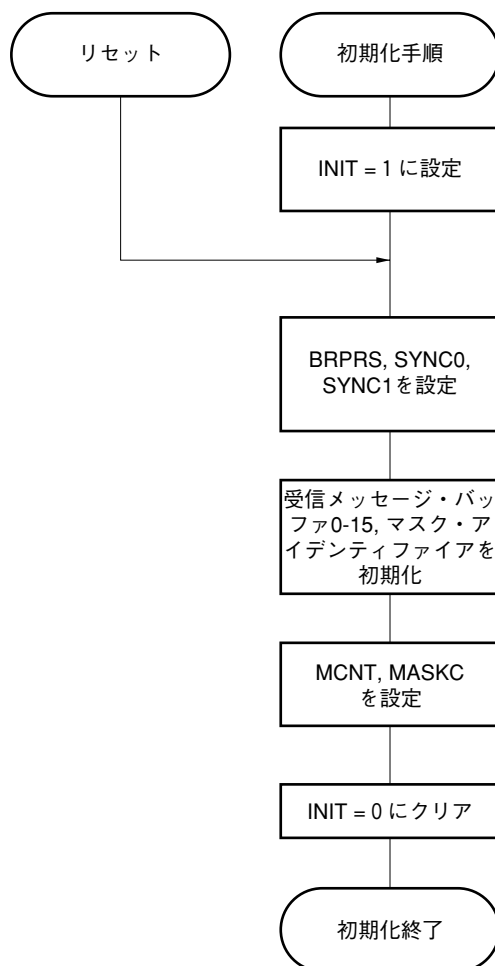 リセット
初期化手順
INIT = 1 に設定
BRPRS, SYNC0,
SYNC1を設定
受信メッセージ・バッ
ファ0-15, マスク・ア
イデンティファイアを
初期化
MCNT, MASKC
を設定
INIT = 0 にクリア
初期化終了